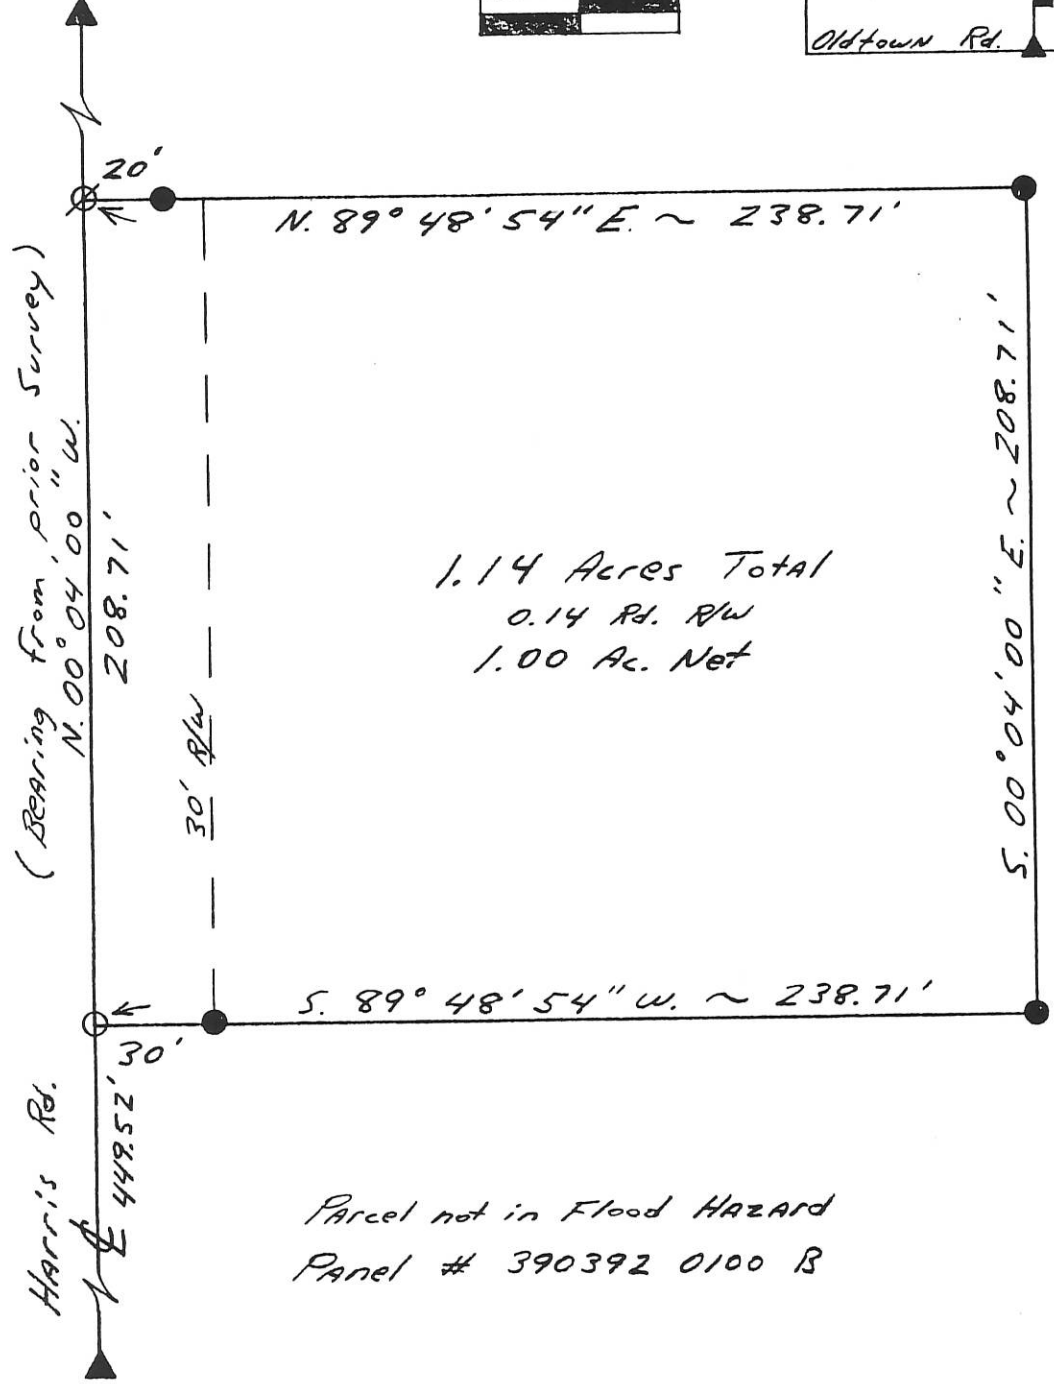 Oldtown Rd.
20'
N. 89° 48' 54" E. ~ 238.71'
(Bearing from prior Survey)
N. 00° 04' 00" W.
208.71'
S. 00° 04' 00" E. ~ 208.71'
1.14 Acres Total
0.14 Rd. R/W
1.00 Ac. Net
30' R/W
S. 89° 48' 54" W. ~ 238.71'
30'
Harris Rd.
℄ 449.52'
Parcel not in Flood Hazard
Panel # 390392 0100 B